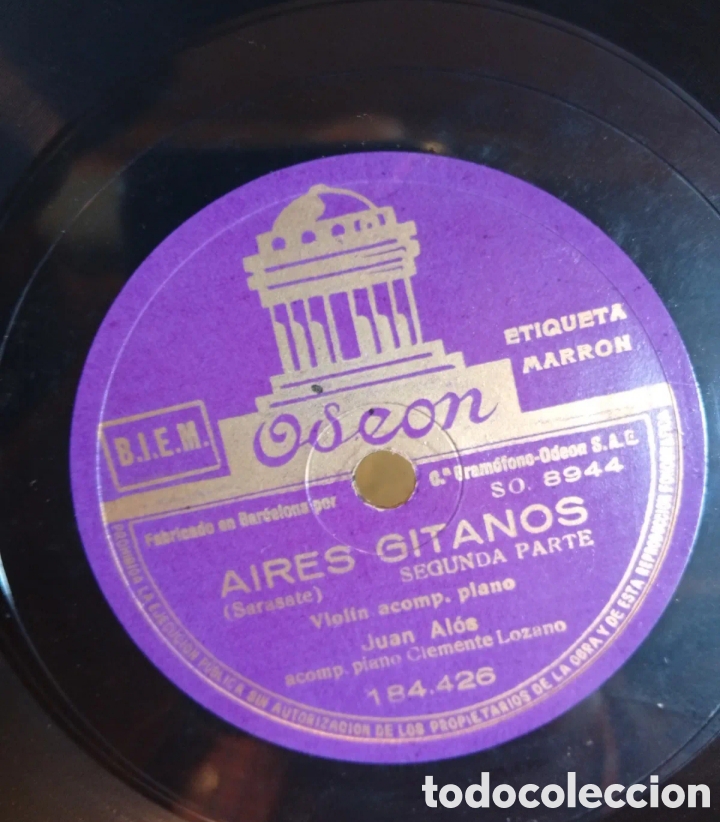 ETIQUETA
MARRON
B.I.E.M.
Odeon
Fabricado en Barcelona por
C.ª Gramófono-Odeon S.A.E.
SO. 8944
AIRES GITANOS
(Sarasate)
SEGUNDA PARTE
Violín acomp. piano
Juan Alós
acomp. piano Clemente Lozano
184.426
PROHIBIDA LA EJECUCION PUBLICA SIN AUTORIZACION DE LOS PROPIETARIOS DE LA OBRA Y DE ESTA REPRODUCCION FONOGRAFICA
todocoleccion
todocoleccion.net